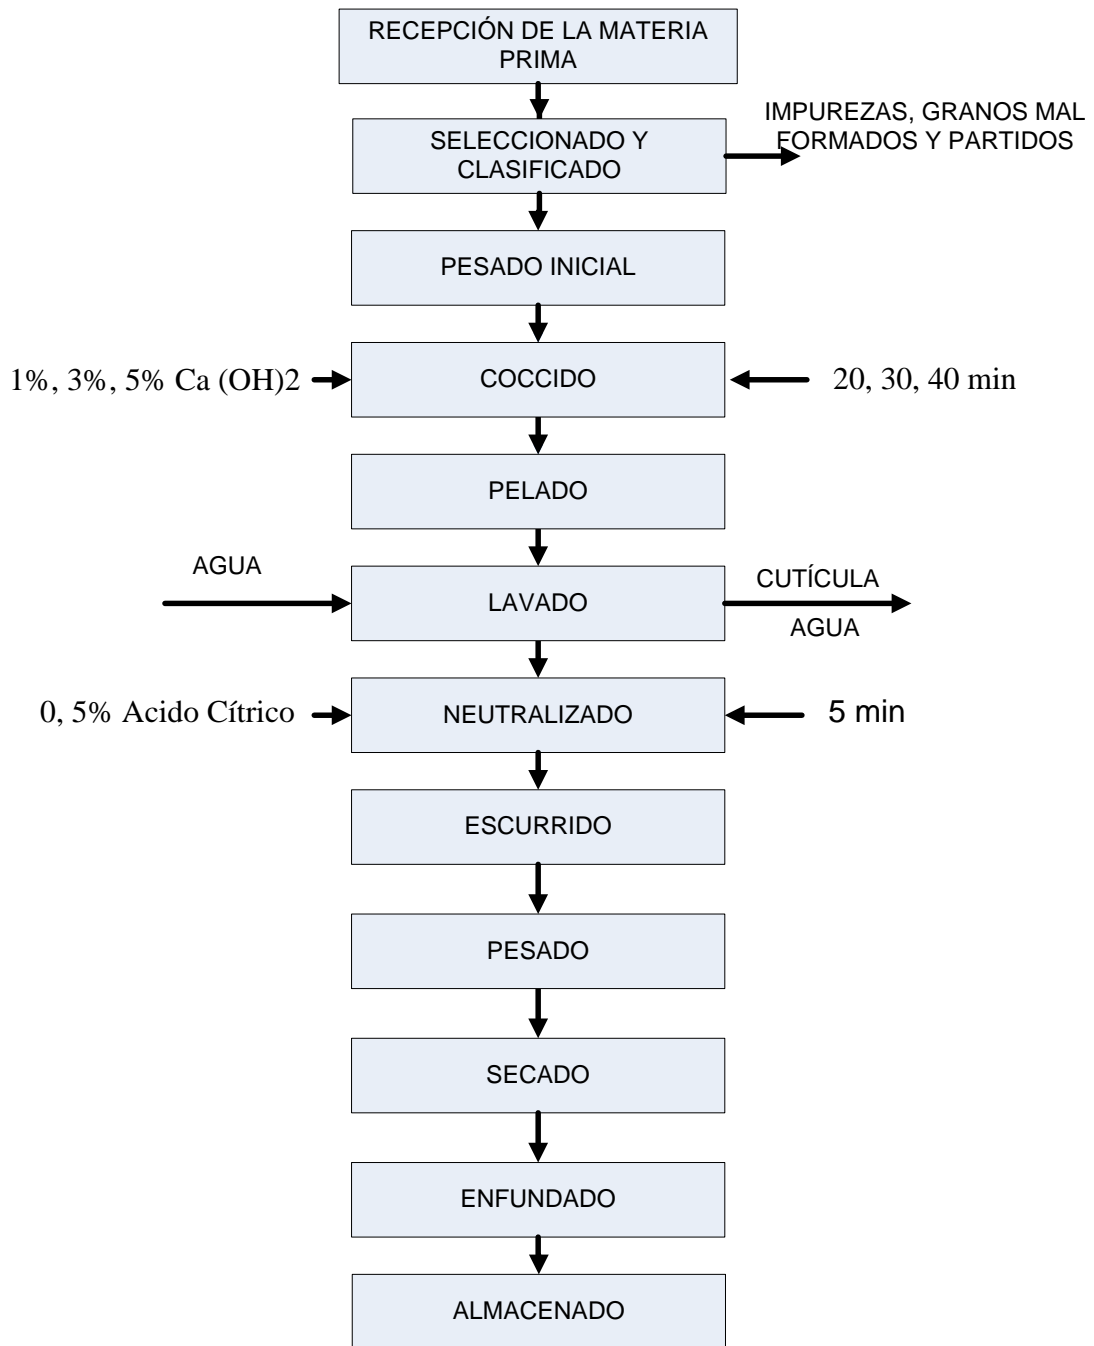 RECEPCIÓN DE LA MATERIA
PRIMA
SELECCIONADO Y
CLASIFICADO
IMPUREZAS, GRANOS MAL
FORMADOS Y PARTIDOS
PESADO INICIAL
1%, 3%, 5% Ca (OH)2
COCCIDO
20, 30, 40 min
PELADO
AGUA
LAVADO
CUTÍCULA
AGUA
0, 5% Acido Cítrico
NEUTRALIZADO
5 min
ESCURRIDO
PESADO
SECADO
ENFUNDADO
ALMACENADO